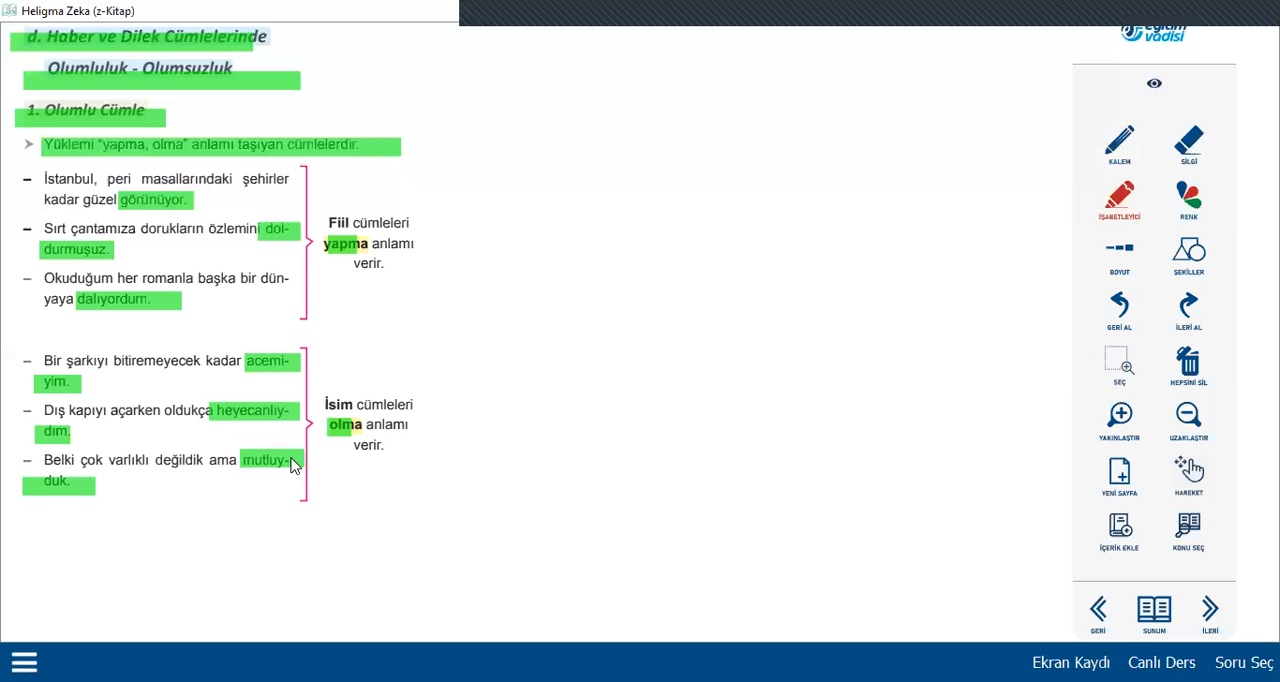 Heligma Zeka (z-Kitap)
eğitim
vadisi
d. Haber ve Dilek Cümlelerinde
Olumluluk - Olumsuzluk
1. Olumlu Cümle
➤ Yüklemi “yapma, olma” anlamı taşıyan cümlelerdir.
– İstanbul, peri masallarındaki şehirler
kadar güzel görünüyor.
– Sırt çantamıza dorukların özlemini dol-
durmuşuz.
– Okuduğum her romanla başka bir dün-
yaya dalıyordum.
Fiil cümleleri
yapma anlamı
verir.
– Bir şarkıyı bitiremeyecek kadar acemi-
yim.
– Dış kapıyı açarken oldukça heyecanlıy-
dım.
– Belki çok varlıklı değildik ama mutluy-
duk.
İsim cümleleri
olma anlamı
verir.
KALEM SİLGİ
İŞARETLEYİCİ RENK
BOYUT ŞEKİLLER
GERİ AL İLERİ AL
SEÇ HEPSİNİ SİL
YAKINLAŞTIR UZAKLAŞTIR
YENİ SAYFA HAREKET
İÇERİK EKLE KONU SEÇ
GERİ SUNUM İLERİ
Ekran Kaydı Canlı Ders Soru Seç